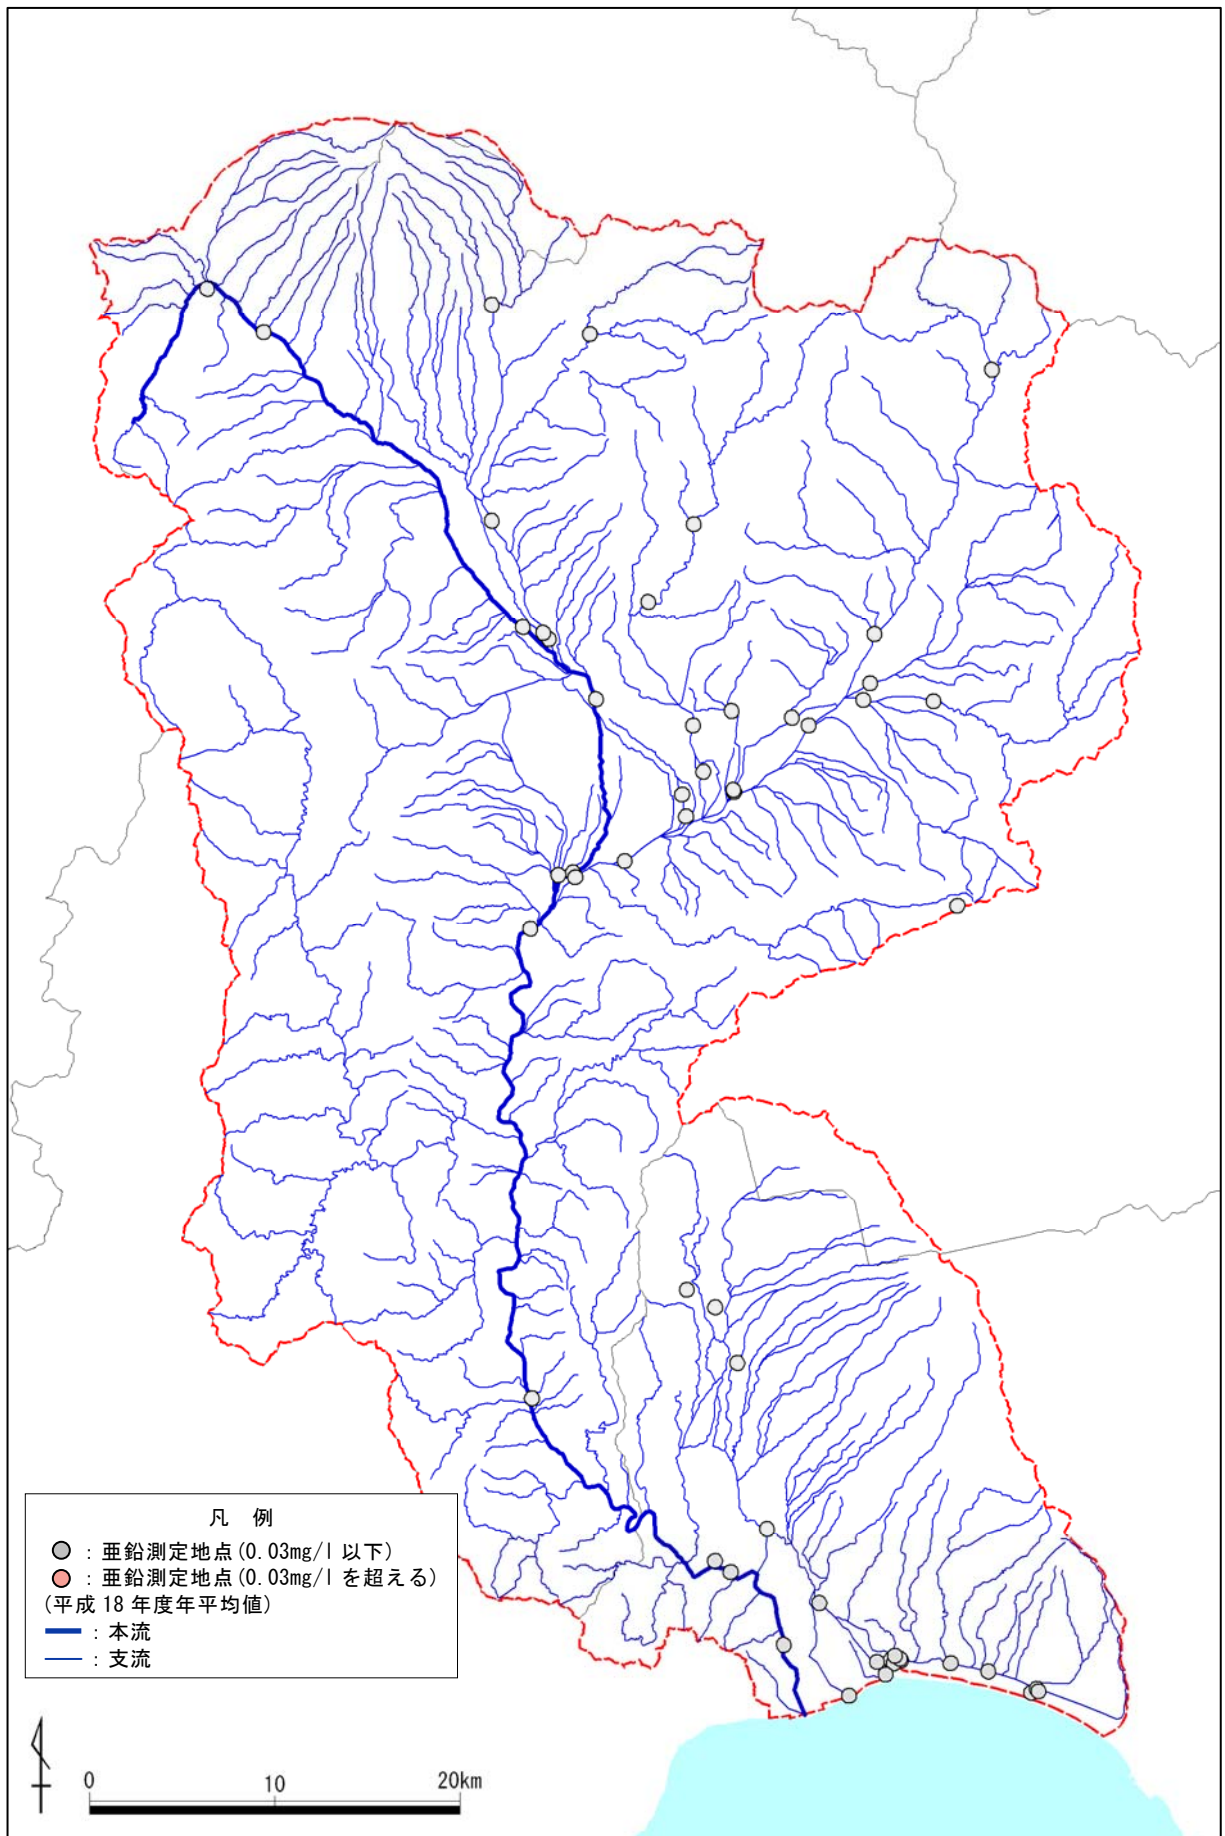 凡 例
：亜鉛測定地点(0.03mg/l 以下)
：亜鉛測定地点(0.03mg/l を超える)
(平成 18 年度年平均値)
：本流
：支流
0 10 20km